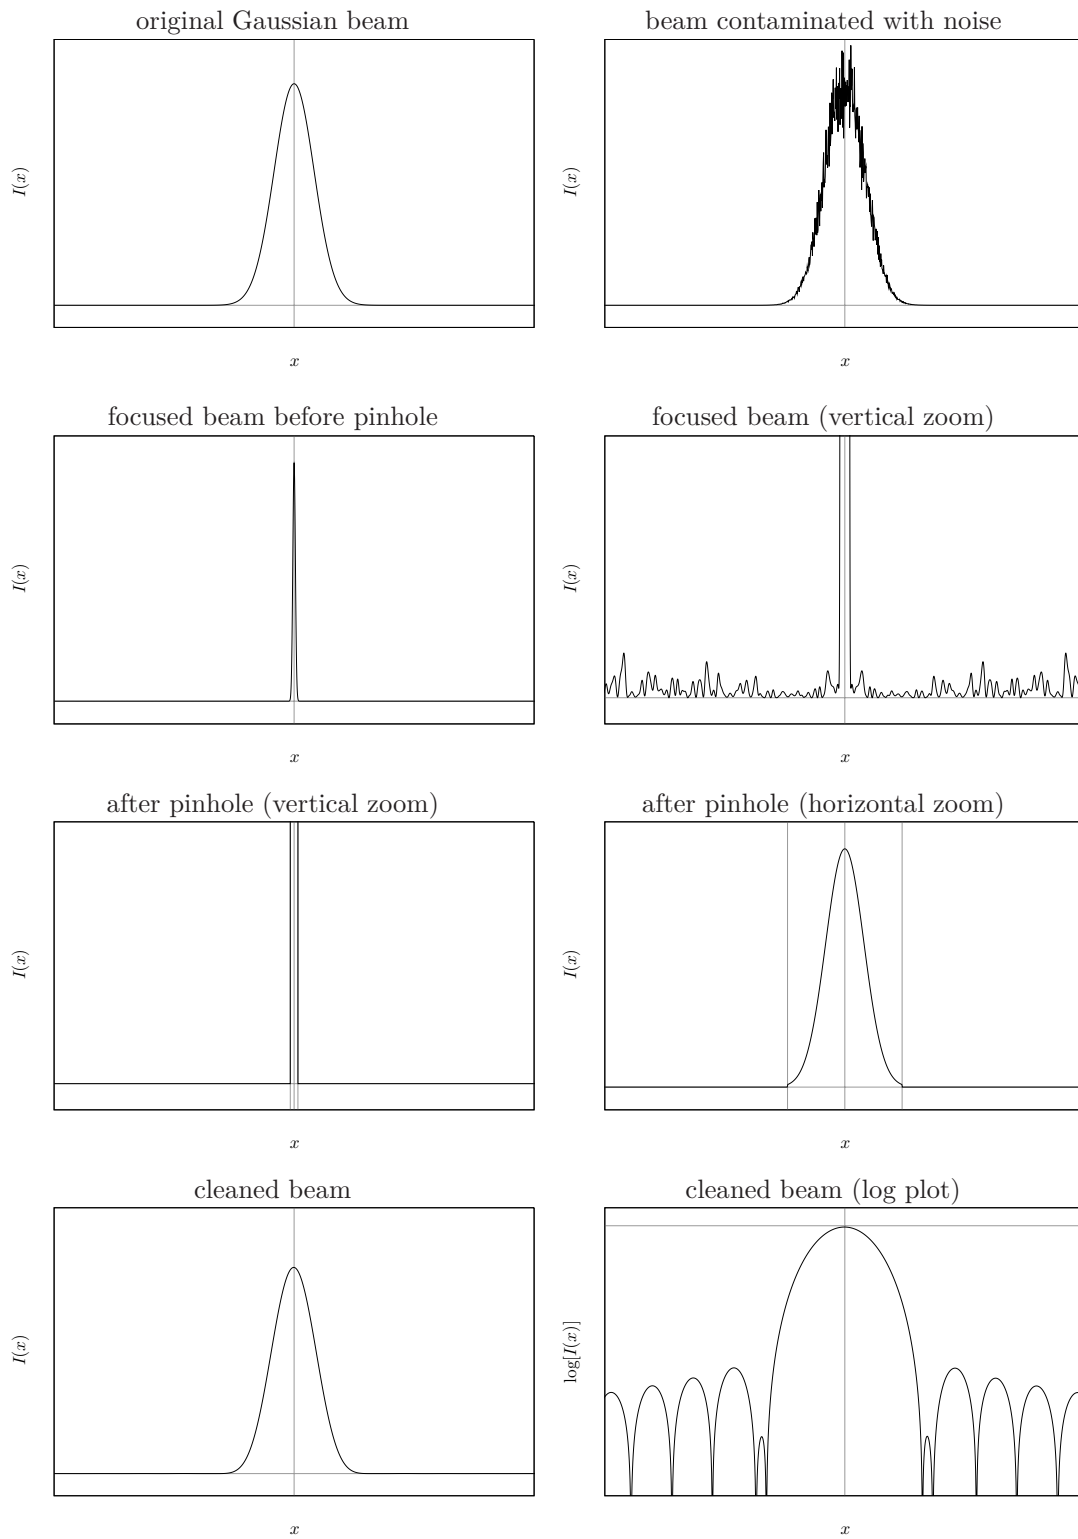 original Gaussian beam
I(x)
x
beam contaminated with noise
I(x)
x
focused beam before pinhole
I(x)
x
focused beam (vertical zoom)
I(x)
x
after pinhole (vertical zoom)
I(x)
x
after pinhole (horizontal zoom)
I(x)
x
cleaned beam
I(x)
x
cleaned beam (log plot)
log[I(x)]
x